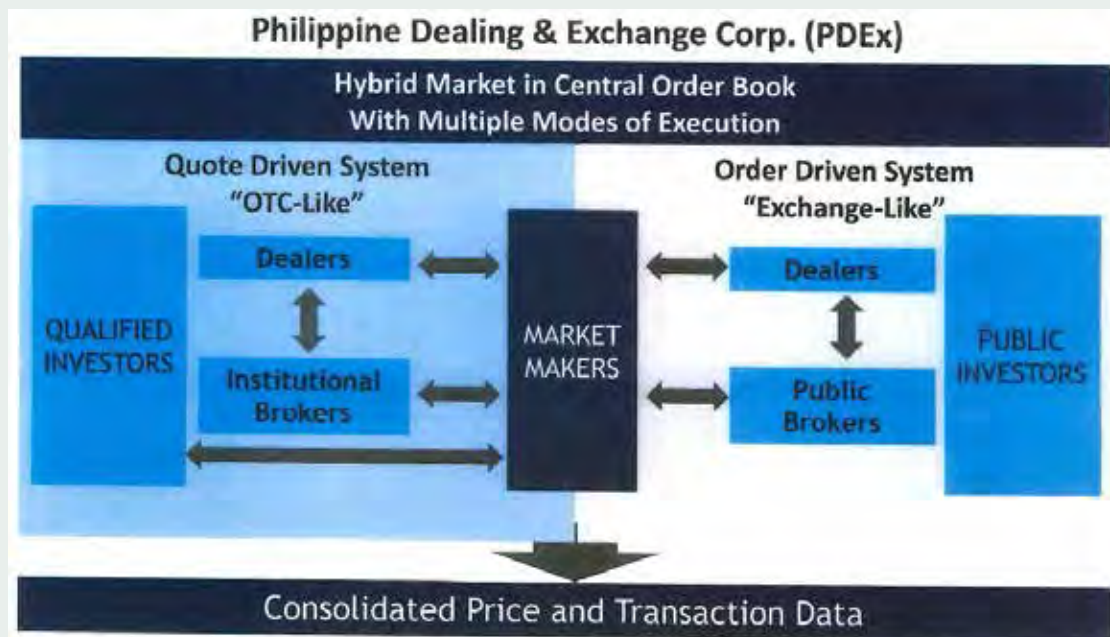 Philippine Dealing & Exchange Corp. (PDEx)
Hybrid Market in Central Order Book
With Multiple Modes of Execution
Quote Driven System
"OTC-Like"
Order Driven System
"Exchange-Like"
QUALIFIED
INVESTORS
Dealers
Institutional
Brokers
MARKET
MAKERS
Dealers
Public
Brokers
PUBLIC
INVESTORS
Consolidated Price and Transaction Data